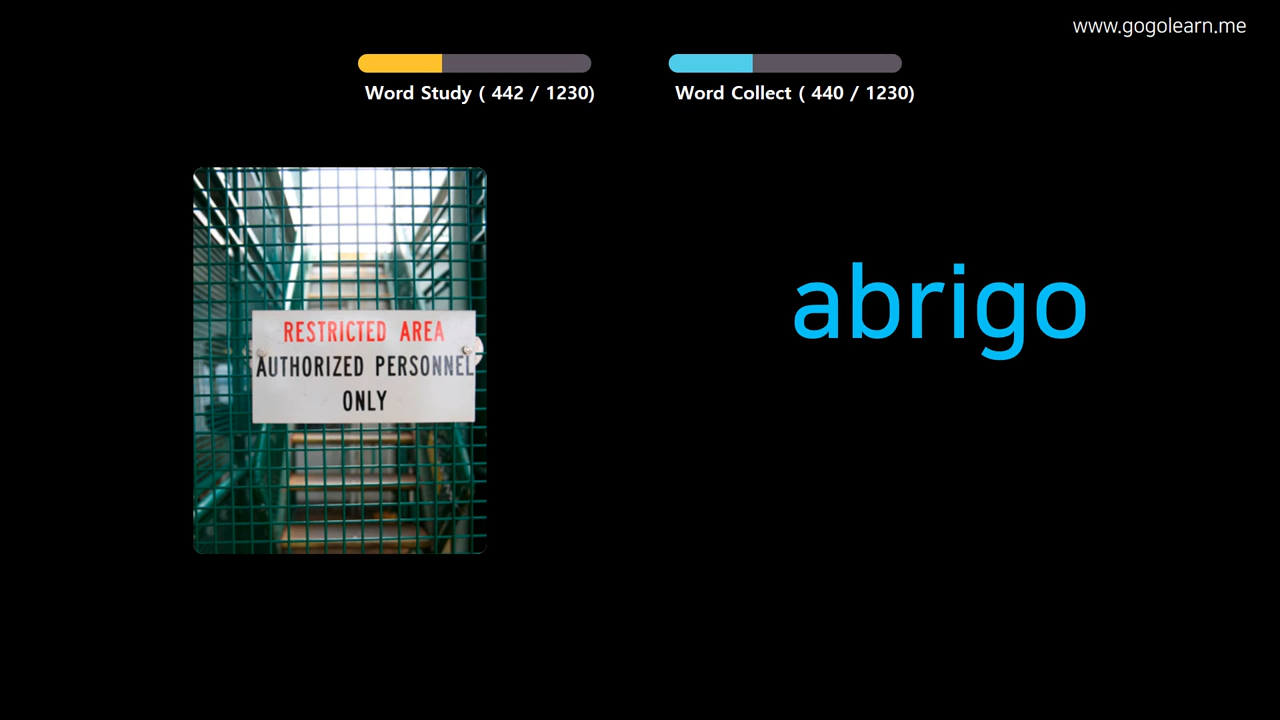 www.gogolearn.me
Word Study ( 442 / 1230)
Word Collect ( 440 / 1230)
RESTRICTED AREA
AUTHORIZED PERSONNEL
ONLY
abrigo